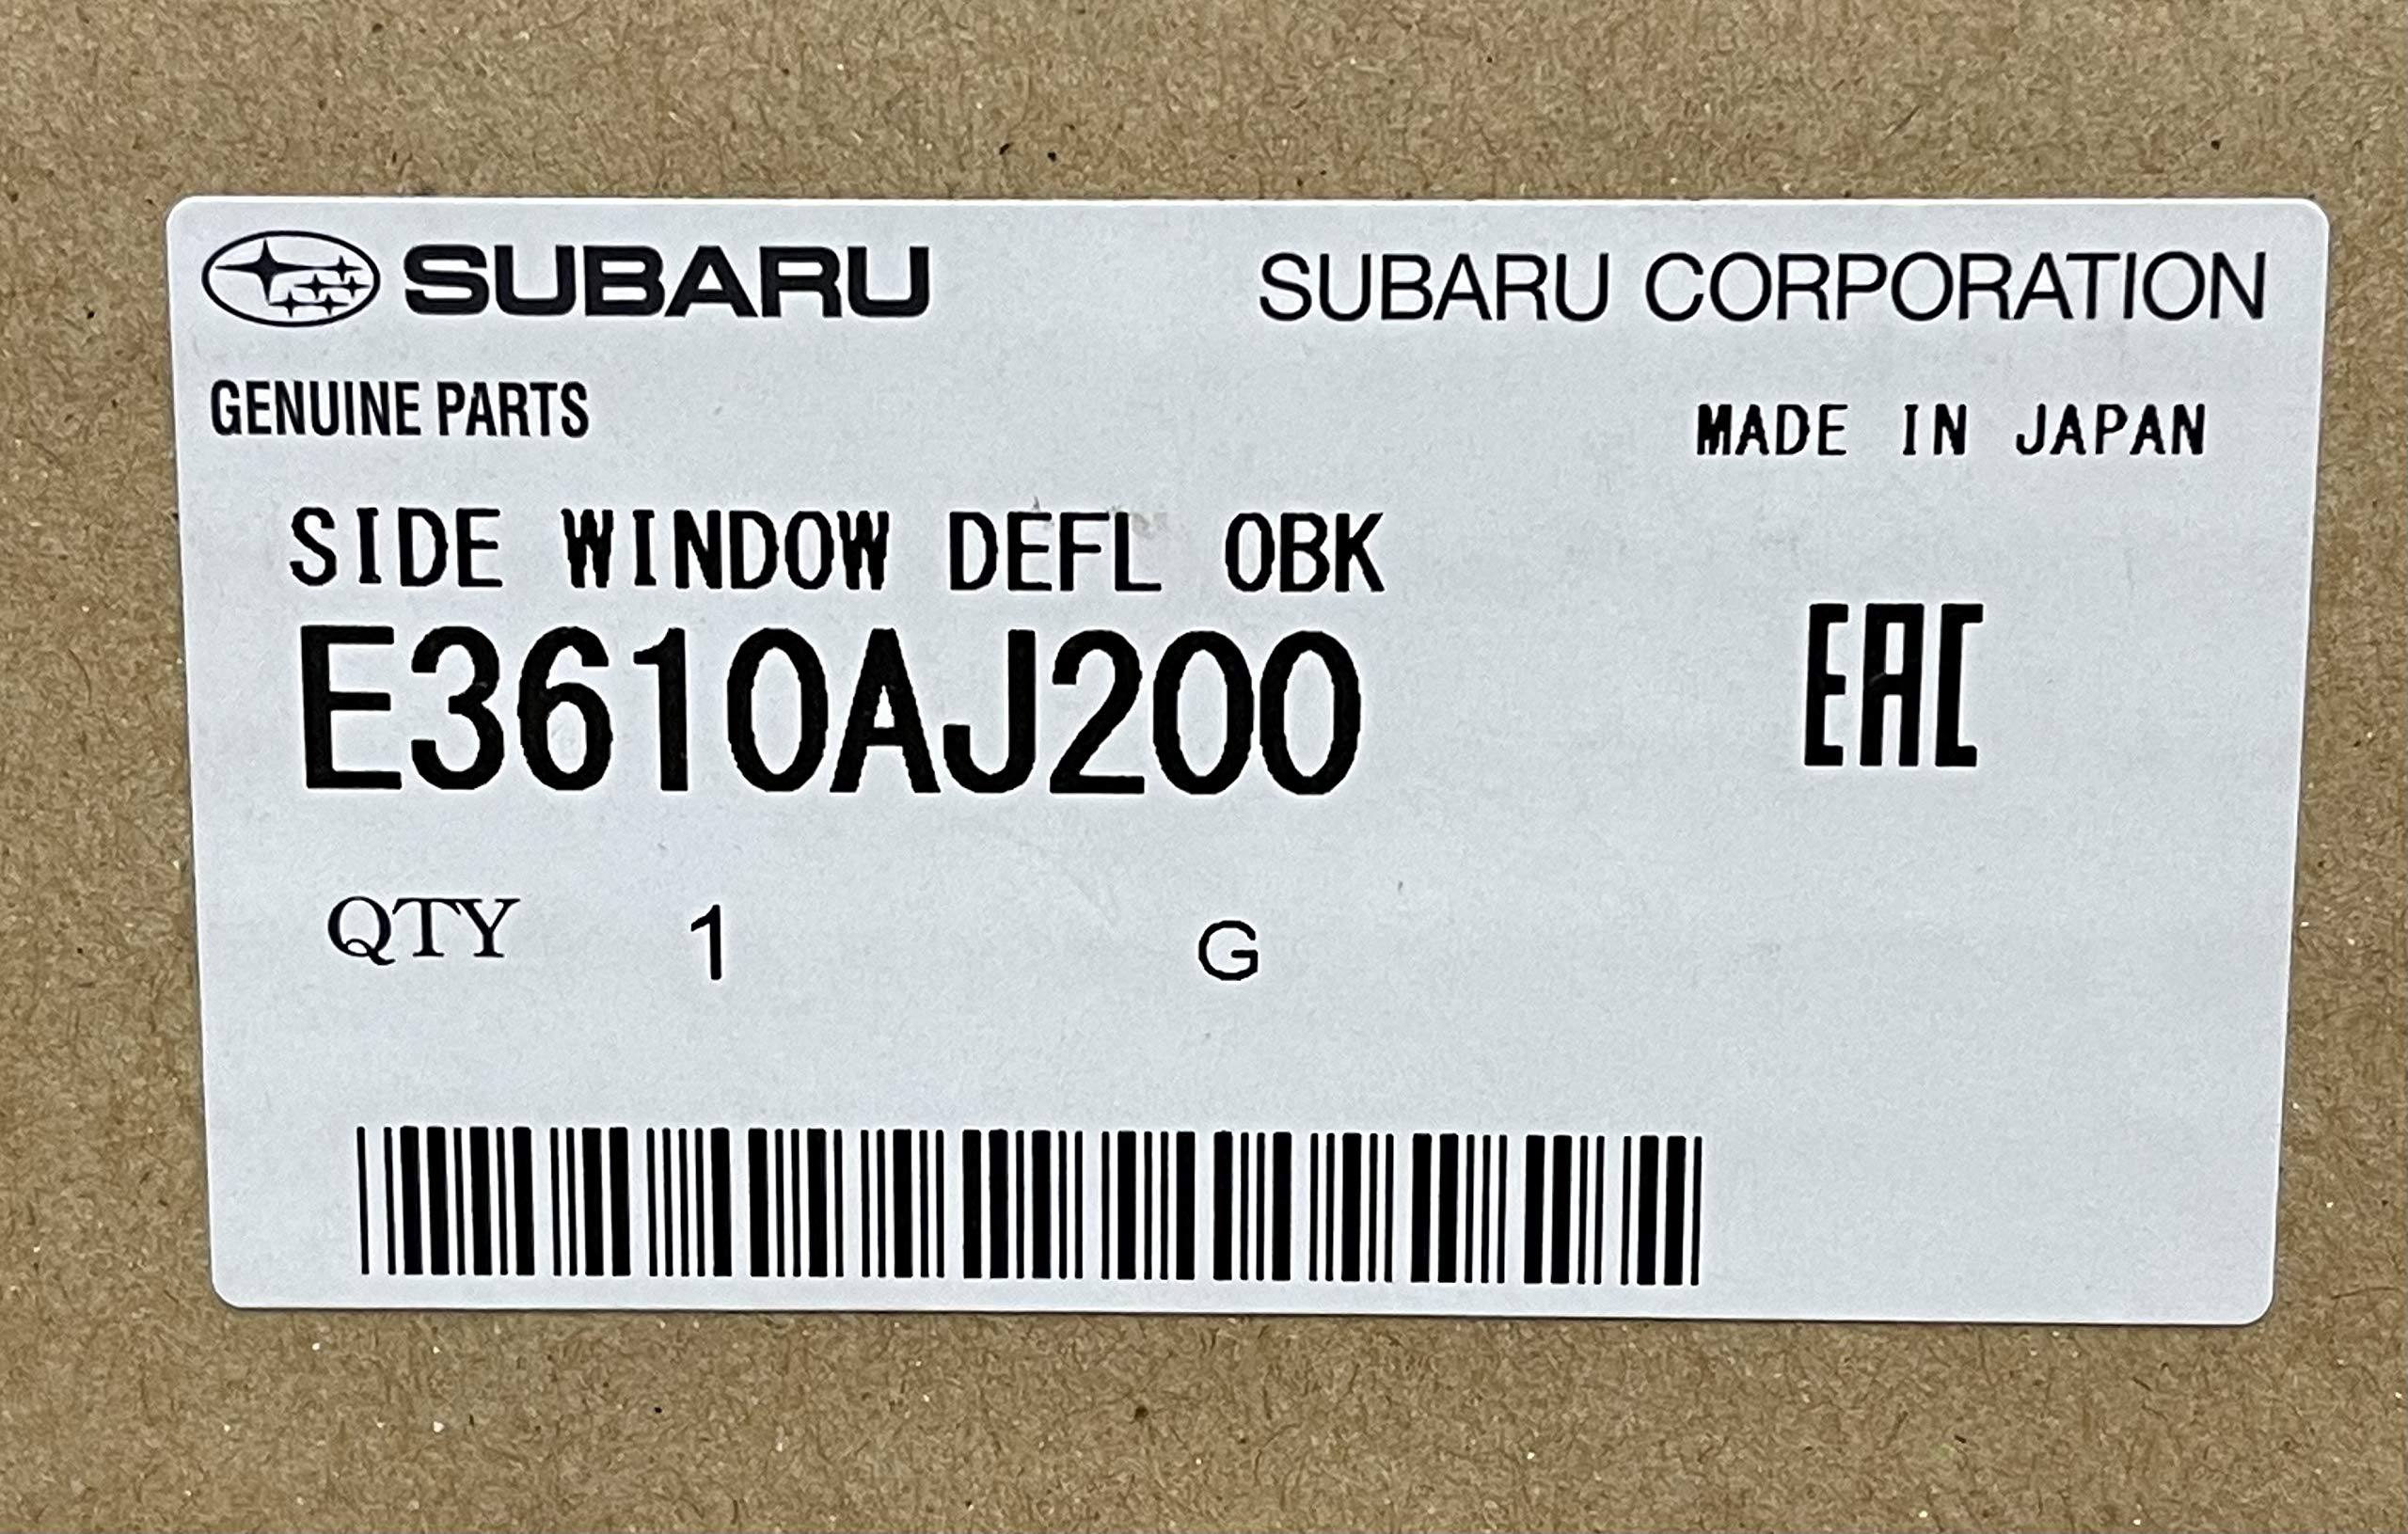 SUBARU SUBARU CORPORATION
GENUINE PARTS MADE IN JAPAN
SIDE WINDOW DEFL OBK
E3610AJ200 EAC
QTY 1 G